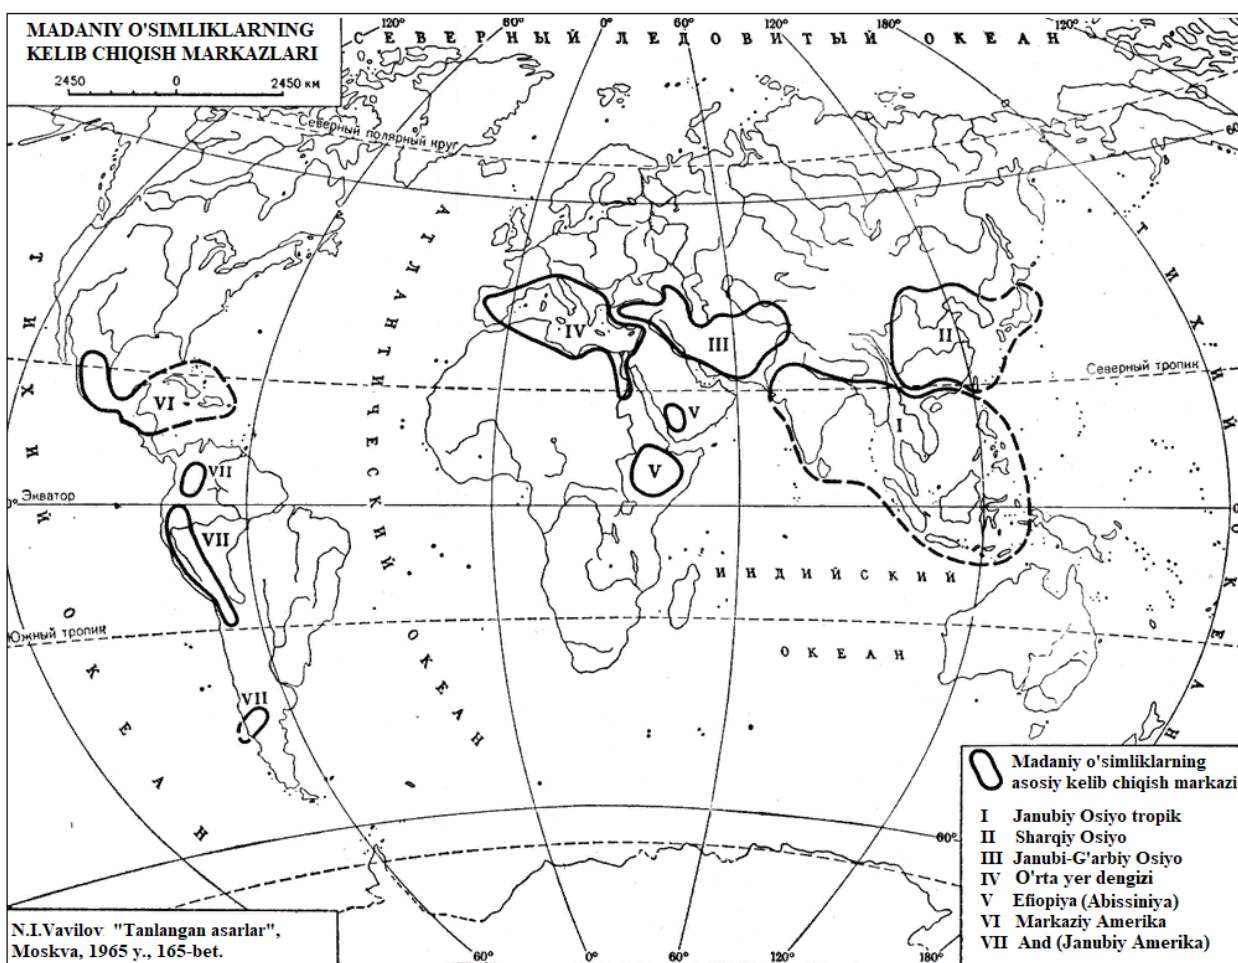 MADANIY O'SIMLIKLARNING
KELIB CHIQISH MARKAZLARI
2450 0 2450 км
120° 60° 0° 60° 120° 180° 120°
СЕВЕРНЫЙ ЛЕДОВИТЫЙ ОКЕАН
Северный полярный круг
60
АТЛАНТИЧЕСКИЙ
ОКЕАН
ТИХИЙ
ОКЕАН
ТИХИЙ
ОКЕАН
IV
III
II
Северный тропик
VI
V
I
VII
V
Экватор
0°
0°
VII
ИНДИЙСКИЙ
ОКЕАН
Южный тропик
VII
60°
60° 0° 60° 120° 180°
Madaniy o'simliklarning
asosiy kelib chiqish markazi
I Janubiy Osiyo tropik
II Sharqiy Osiyo
III Janubi-G'arbiy Osiyo
IV O'rta yer dengizi
V Efiopiya (Abissiniya)
VI Markaziy Amerika
VII And (Janubiy Amerika)
N.I.Vavilov: "Tanlangan asarlar",
Moskva, 1965 y., 165-bet.